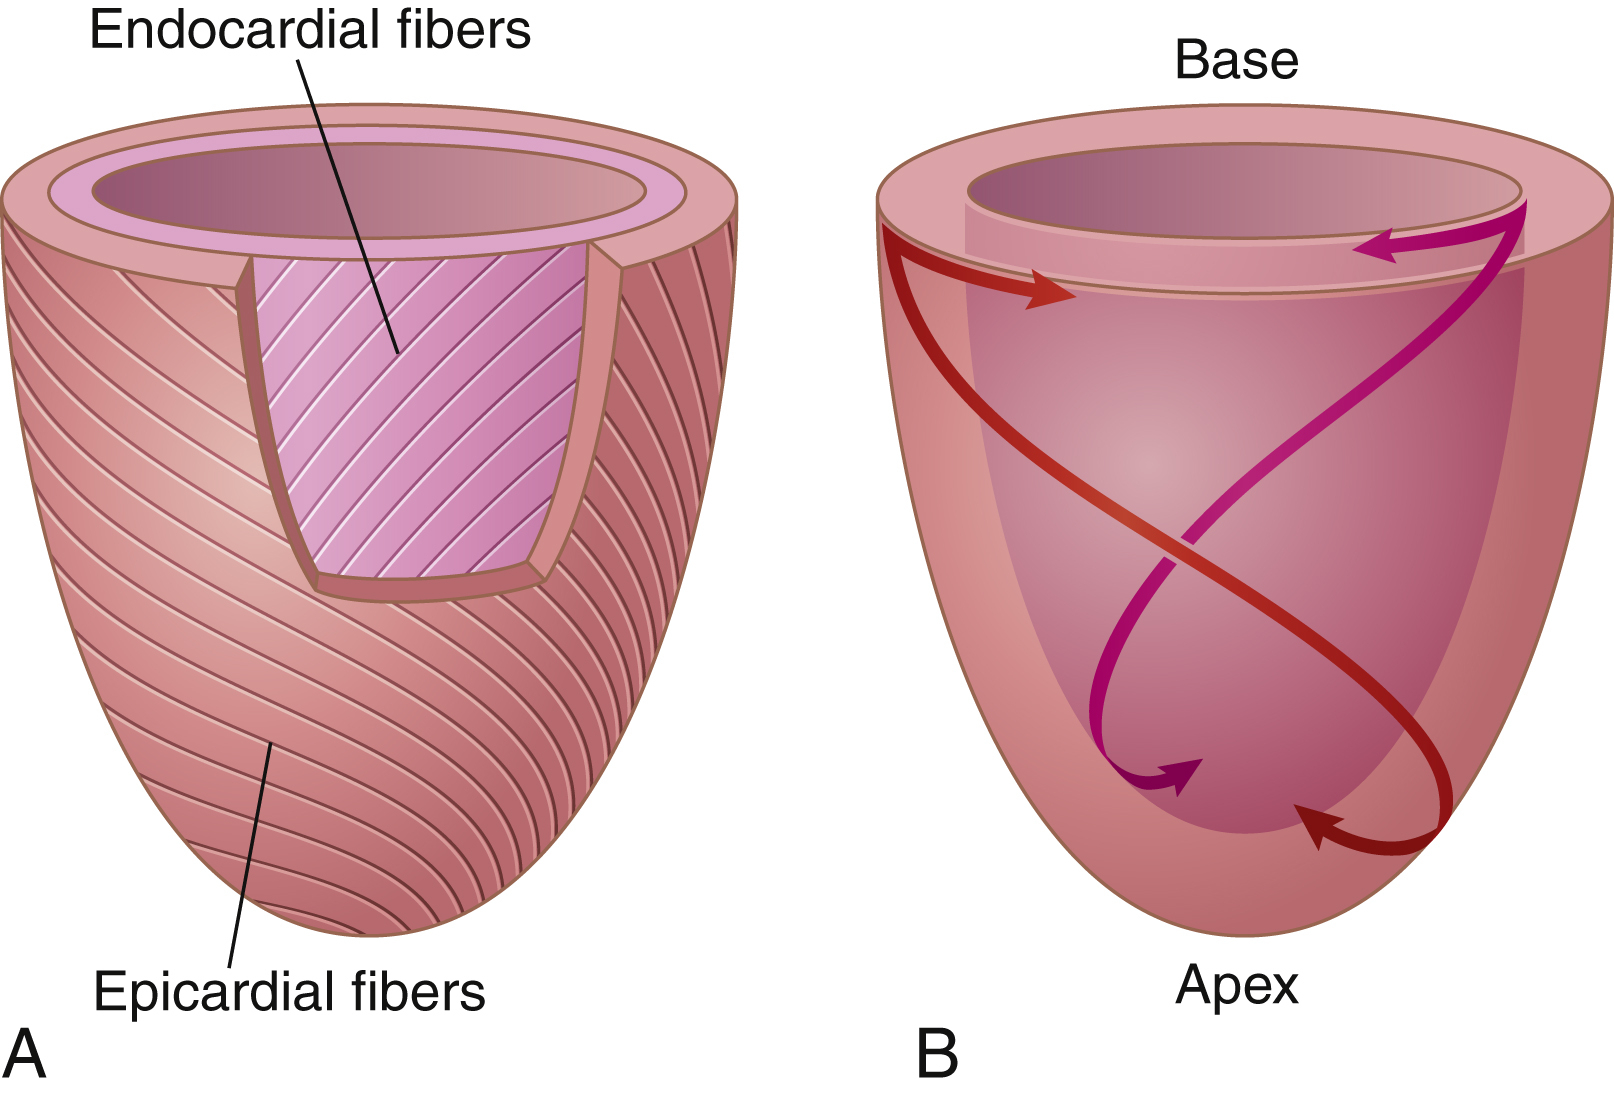 Endocardial fibers
Base
Epicardial fibers
Apex
A
B